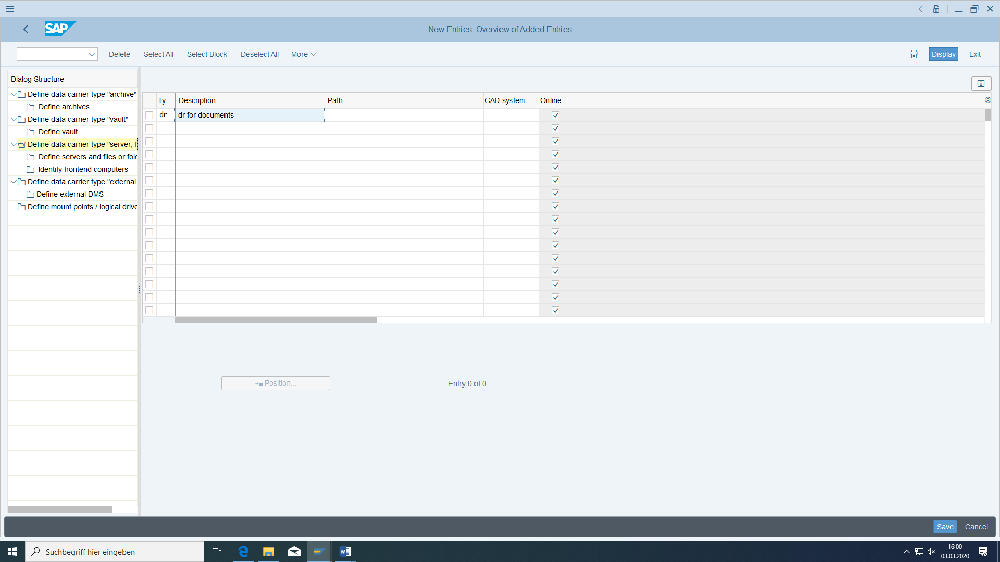 SAP
New Entries: Overview of Added Entries
Delete
Select All
Select Block
Deselect All
More
Display
Exit
Dialog Structure
Define data carrier type "archive"
Define archives
Define data carrier type "vault"
Define vault
Define data carrier type "server, f
Define servers and files or fold
Identify frontend computers
Define data carrier type "external
Define external DMS
Define mount points / logical drive
Ty... Description Path CAD system Online
dr dr for documents
Position...
Entry 0 of 0
Save
Cancel
Suchbegriff hier eingeben
16:00
03.03.2020